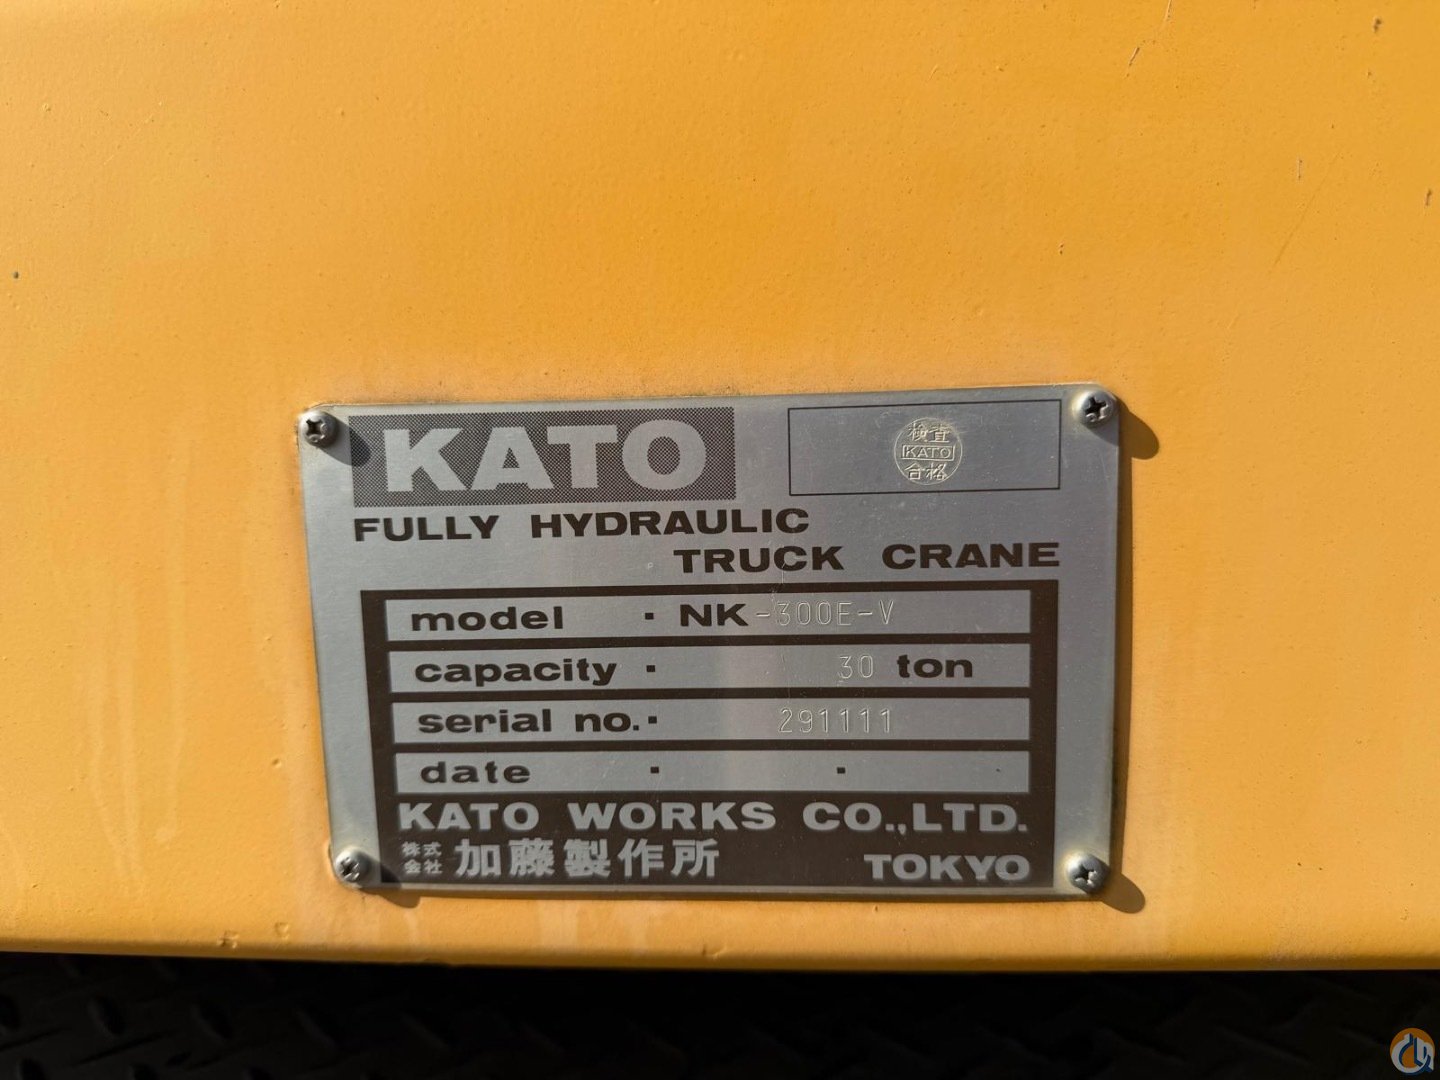 KATO
検査
KATO
合格
FULLY HYDRAULIC
TRUCK CRANE
model · NK-300E-V
capacity · 30 ton
serial no.· 291111
date · ·
KATO WORKS CO.,LTD.
株式会社 加藤製作所 TOKYO